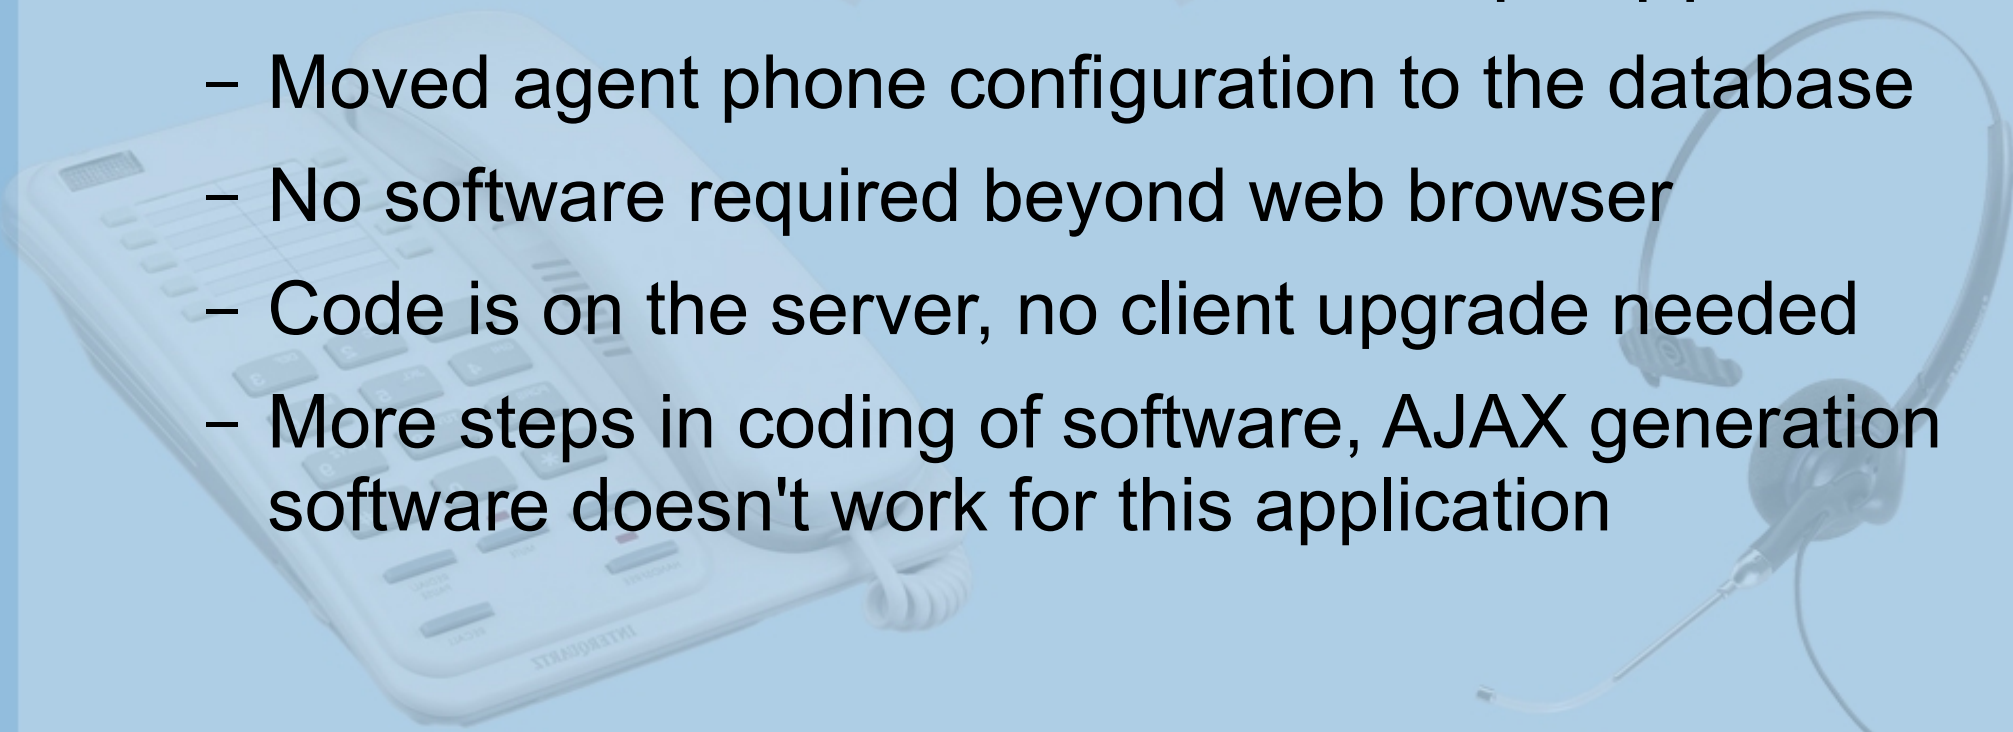 – Moved agent phone configuration to the database
– No software required beyond web browser
– Code is on the server, no client upgrade needed
– More steps in coding of software, AJAX generation
software doesn't work for this application
INTERQUARTZ